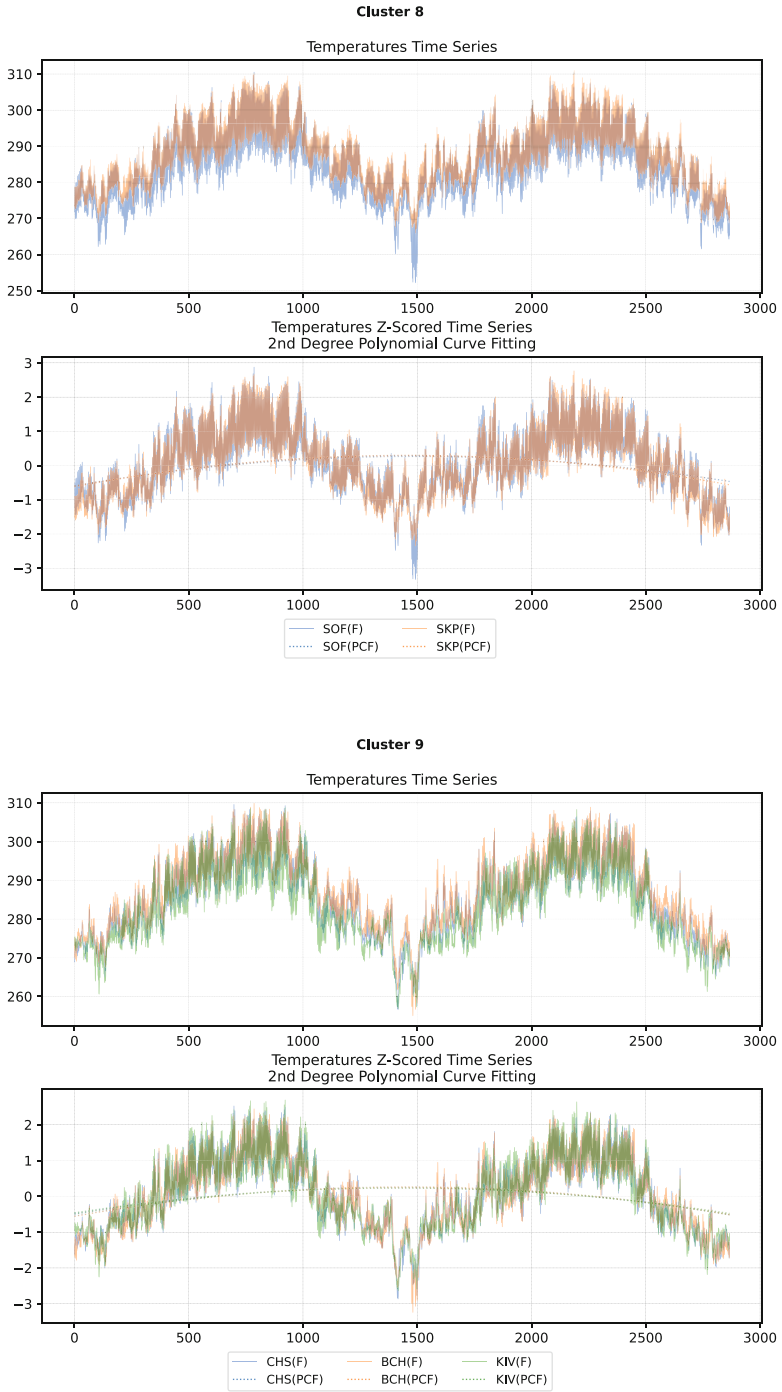 Cluster 8
Temperatures Time Series
310
300
290
280
270
260
250
0 500 1000 1500 2000 2500 3000
Temperatures Z-Scored Time Series
2nd Degree Polynomial Curve Fitting
3
2
1
0
−1
−2
−3
0 500 1000 1500 2000 2500 3000
SOF(F) SKP(F)
SOF(PCF) SKP(PCF)
Cluster 9
Temperatures Time Series
310
300
290
280
270
260
0 500 1000 1500 2000 2500 3000
Temperatures Z-Scored Time Series
2nd Degree Polynomial Curve Fitting
2
1
0
−1
−2
−3
0 500 1000 1500 2000 2500 3000
CHS(F) BCH(F) KIV(F)
CHS(PCF) BCH(PCF) KIV(PCF)